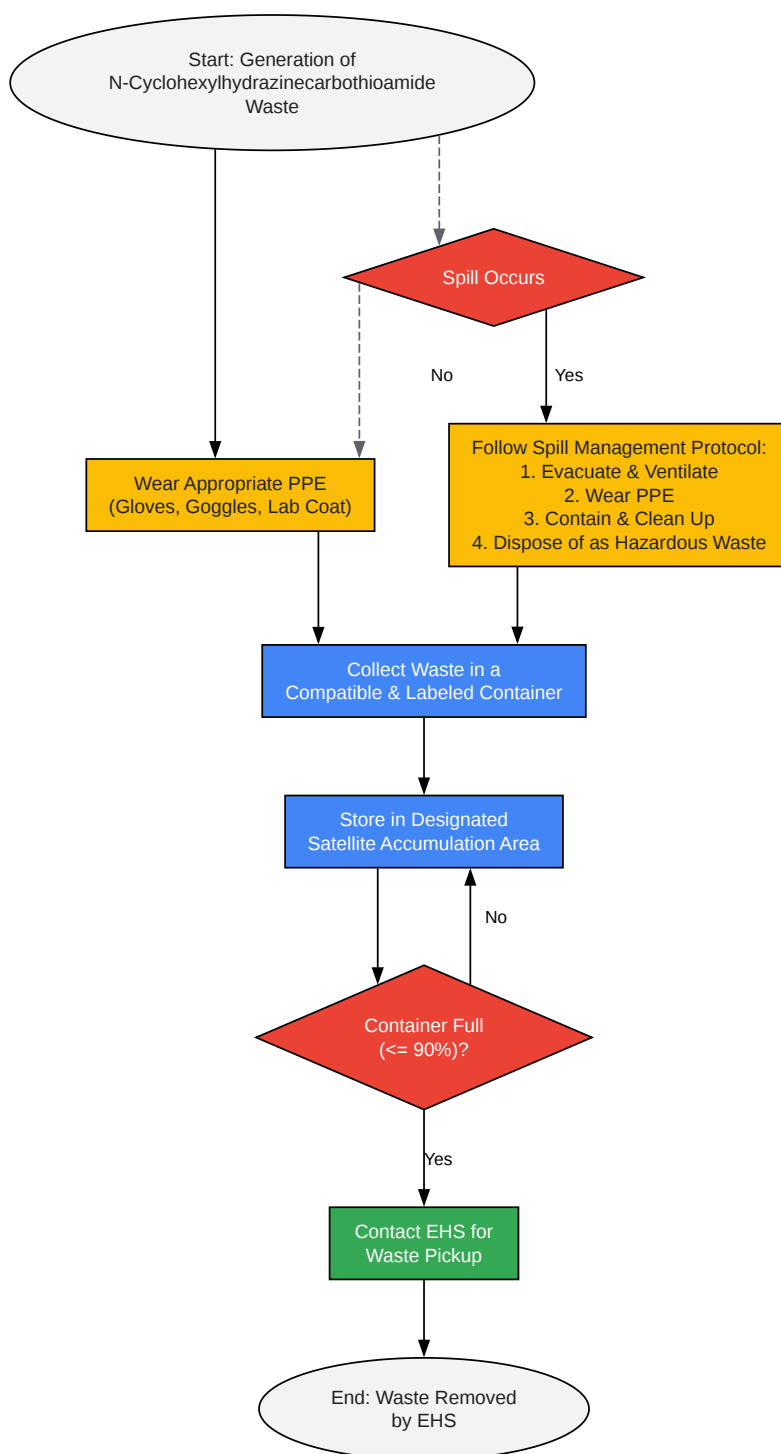 Start: Generation of
N-Cyclohexylhydrazinecarbothioamide
Waste
Spill Occurs
No
Yes
Wear Appropriate PPE
(Gloves, Goggles, Lab Coat)
Follow Spill Management Protocol:
1. Evacuate & Ventilate
2. Wear PPE
3. Contain & Clean Up
4. Dispose of as Hazardous Waste
Collect Waste in a
Compatible & Labeled Container
Store in Designated
Satellite Accumulation Area
No
Container Full
(<= 90%)?
Yes
Contact EHS for
Waste Pickup
End: Waste Removed
by EHS